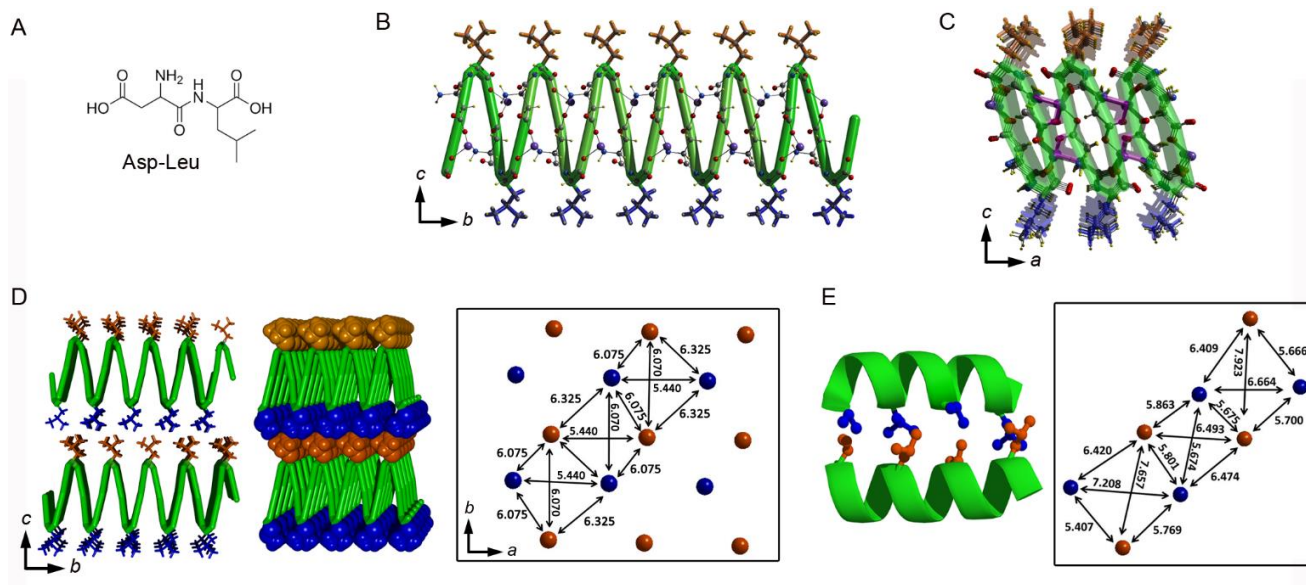 A
O
NH₂
H
N
O
HO
OH
O
Asp-Leu
B
c
b
C
c
a
D
c
b
6.075
6.070
6.325
5.440
6.325
6.070
6.075
6.325
5.440
6.075
6.075
5.440
6.070
6.075
6.325
b
a
E
6.409
7.923
5.666
6.664
5.863
5.675
5.700
6.493
6.420
5.801
5.674
6.474
7.657
7.208
5.407
5.769